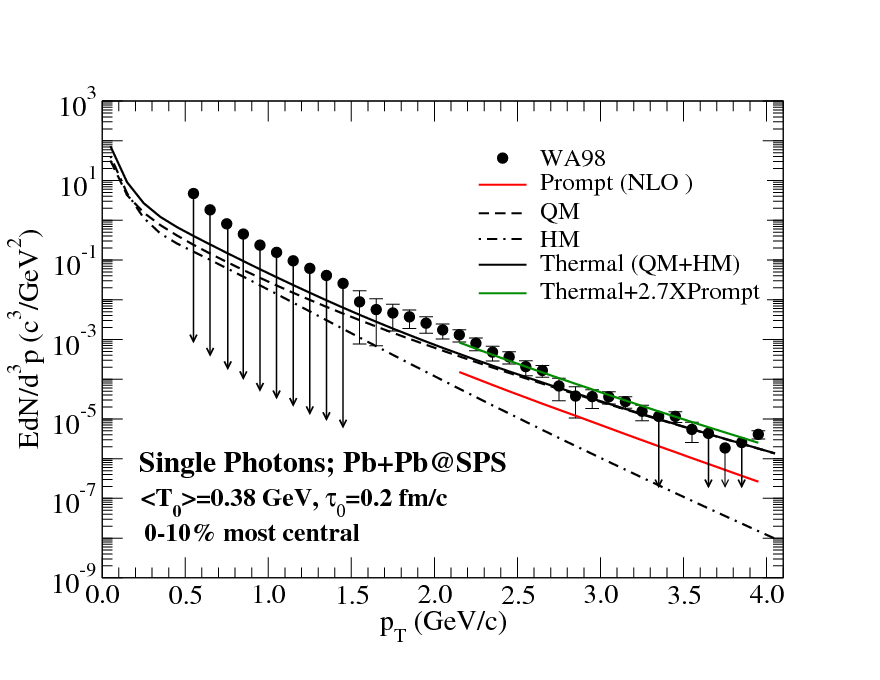 10^3
10^1
10^-1
10^-3
10^-5
10^-7
10^-9
EdN/d^3p (c^3/GeV^2)
WA98
Prompt (NLO )
QM
HM
Thermal (QM+HM)
Thermal+2.7XPrompt
Single Photons; Pb+Pb@SPS
<T_0>=0.38 GeV, τ_0=0.2 fm/c
0-10% most central
0.0 0.5 1.0 1.5 2.0 2.5 3.0 3.5 4.0
p_T (GeV/c)